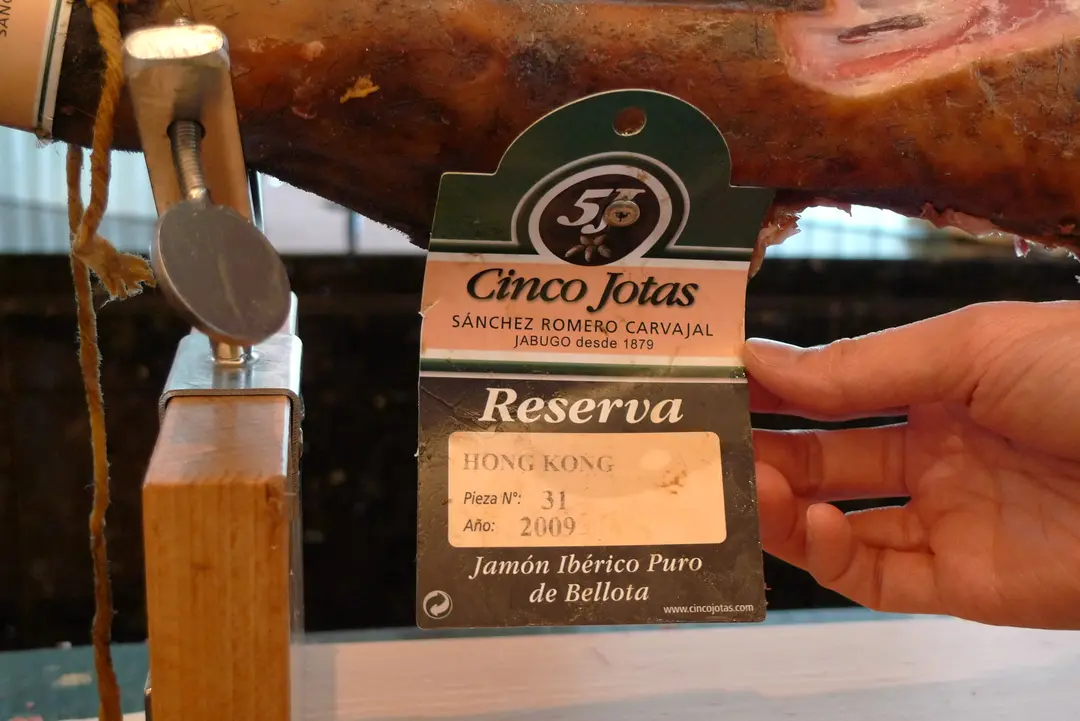 5J
Cinco Jotas
SÁNCHEZ ROMERO CARVAJAL
JABUGO desde 1879
Reserva
HONG KONG
Pieza Nº: 31
Año: 2009
Jamón Ibérico Puro
de Bellota
www.cincojotas.com